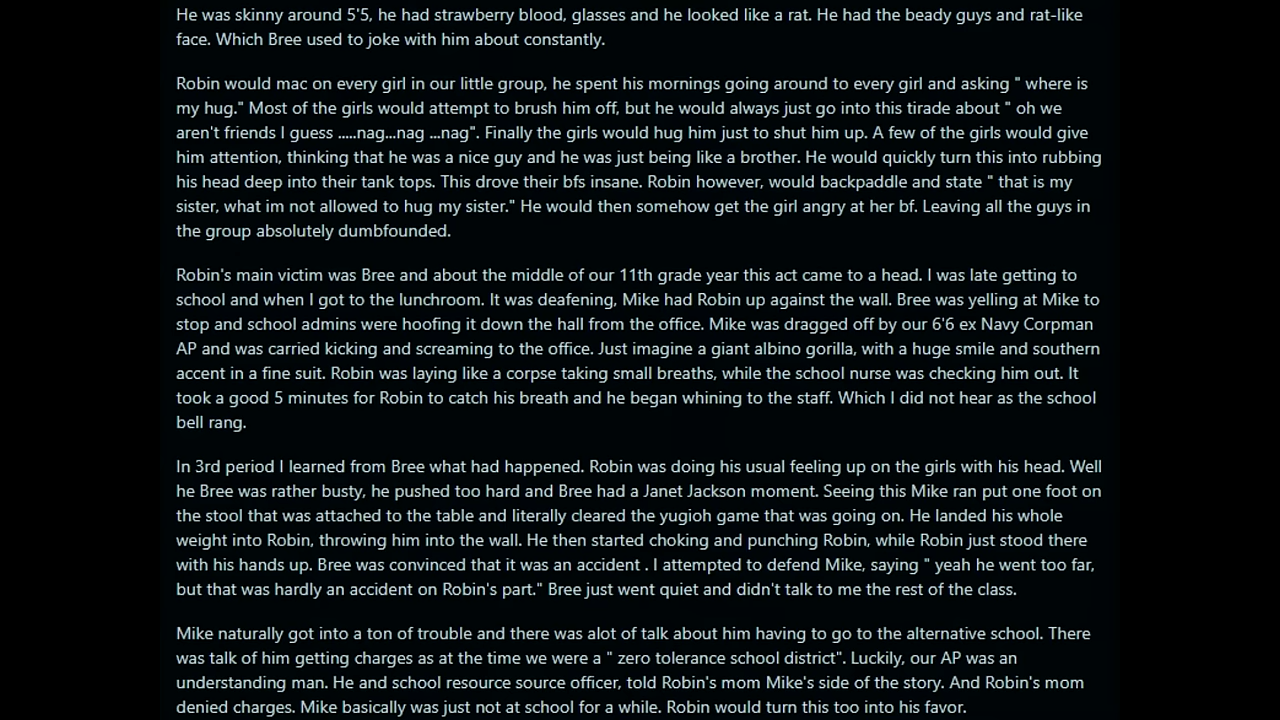 He was skinny around 5'5, he had strawberry blood, glasses and he looked like a rat. He had the beady guys and rat-like
face. Which Bree used to joke with him about constantly.
Robin would mac on every girl in our little group, he spent his mornings going around to every girl and asking " where is
my hug." Most of the girls would attempt to brush him off, but he would always just go into this tirade about " oh we
aren't friends I guess .....nag...nag ...nag". Finally the girls would hug him just to shut him up. A few of the girls would give
him attention, thinking that he was a nice guy and he was just being like a brother. He would quickly turn this into rubbing
his head deep into their tank tops. This drove their bfs insane. Robin however, would backpaddle and state " that is my
sister, what im not allowed to hug my sister." He would then somehow get the girl angry at her bf. Leaving all the guys in
the group absolutely dumbfounded.
Robin's main victim was Bree and about the middle of our 11th grade year this act came to a head. I was late getting to
school and when I got to the lunchroom. It was deafening, Mike had Robin up against the wall. Bree was yelling at Mike to
stop and school admins were hoofing it down the hall from the office. Mike was dragged off by our 6'6 ex Navy Corpman
AP and was carried kicking and screaming to the office. Just imagine a giant albino gorilla, with a huge smile and southern
accent in a fine suit. Robin was laying like a corpse taking small breaths, while the school nurse was checking him out. It
took a good 5 minutes for Robin to catch his breath and he began whining to the staff. Which I did not hear as the school
bell rang.
In 3rd period I learned from Bree what had happened. Robin was doing his usual feeling up on the girls with his head. Well
he Bree was rather busty, he pushed too hard and Bree had a Janet Jackson moment. Seeing this Mike ran put one foot on
the stool that was attached to the table and literally cleared the yugioh game that was going on. He landed his whole
weight into Robin, throwing him into the wall. He then started choking and punching Robin, while Robin just stood there
with his hands up. Bree was convinced that it was an accident . I attempted to defend Mike, saying " yeah he went too far,
but that was hardly an accident on Robin's part." Bree just went quiet and didn't talk to me the rest of the class.
Mike naturally got into a ton of trouble and there was alot of talk about him having to go to the alternative school. There
was talk of him getting charges as at the time we were a " zero tolerance school district". Luckily, our AP was an
understanding man. He and school resource source officer, told Robin's mom Mike's side of the story. And Robin's mom
denied charges. Mike basically was just not at school for a while. Robin would turn this too into his favor.